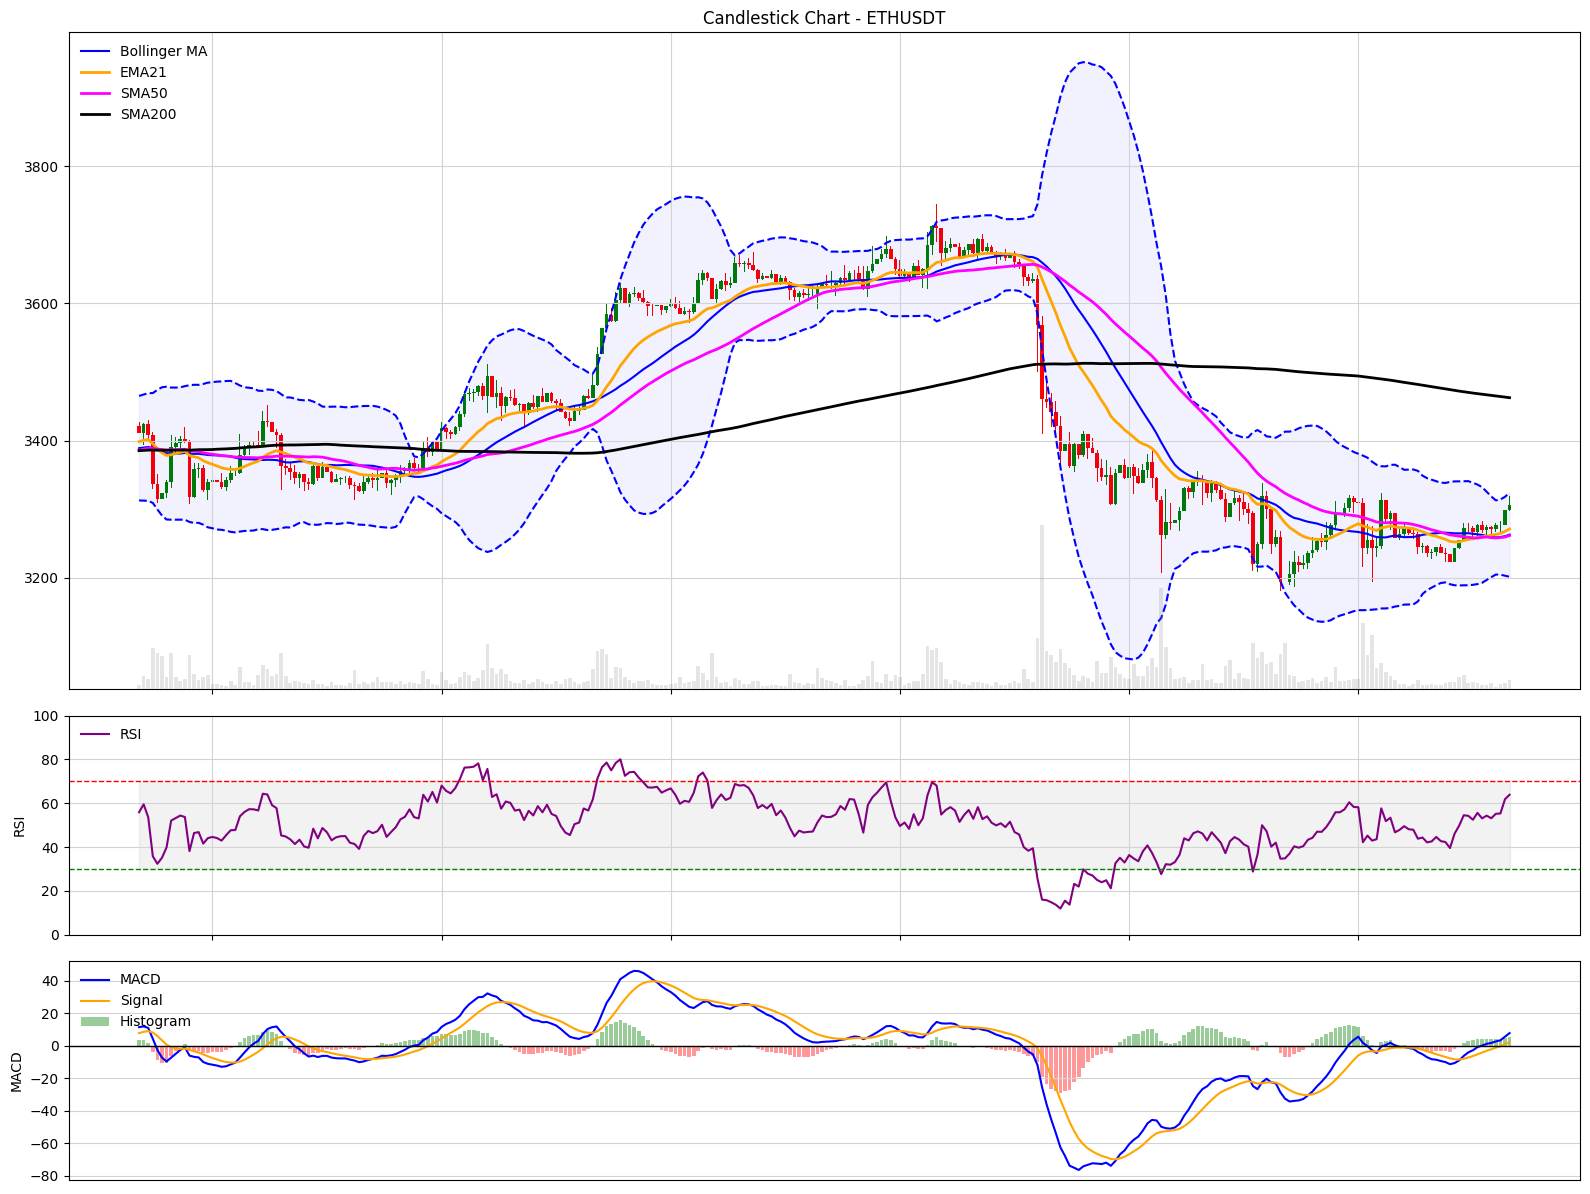 Candlestick Chart - ETHUSDT
Bollinger MA
EMA21
SMA50
SMA200
3800
3600
3400
3200
RSI
100
80
60
40
20
0
RSI
MACD
Signal
Histogram
40
20
0
−20
−40
−60
−80
MACD